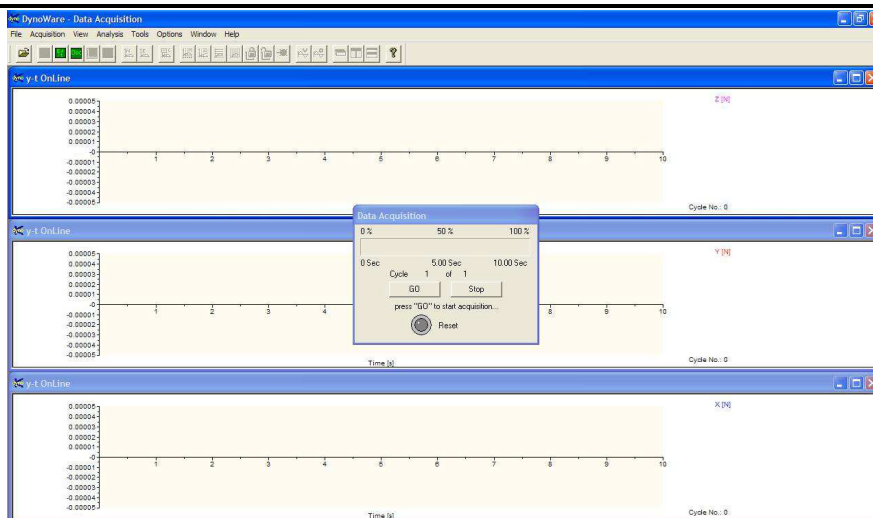 DynoWare - Data Acquisition
File Acquisition View Analysis Tools Options Window Help
y-t OnLine
0.00005
0.00004
0.00003
0.00002
0.00001
-0
-0.00001
-0.00002
-0.00003
-0.00004
-0.00005
1 2 3 4 5 6 7 8 9 10
Z [N]
Cycle No.: 0
Data Acquisition
0 % 50 % 100 %
0 Sec 5.00 Sec 10.00 Sec
Cycle 1 of 1
GO Stop
press "GO" to start acquisition...
Reset
y-t OnLine
0.00005
0.00004
0.00003
0.00002
0.00001
-0
-0.00001
-0.00002
-0.00003
-0.00004
-0.00005
1 2 3 4 5 6 7 8 9 10
Time [s]
Y [N]
Cycle No.: 0
y-t OnLine
0.00005
0.00004
0.00003
0.00002
0.00001
-0
-0.00001
-0.00002
-0.00003
-0.00004
-0.00005
1 2 3 4 5 6 7 8 9 10
Time [s]
X [N]
Cycle No.: 0